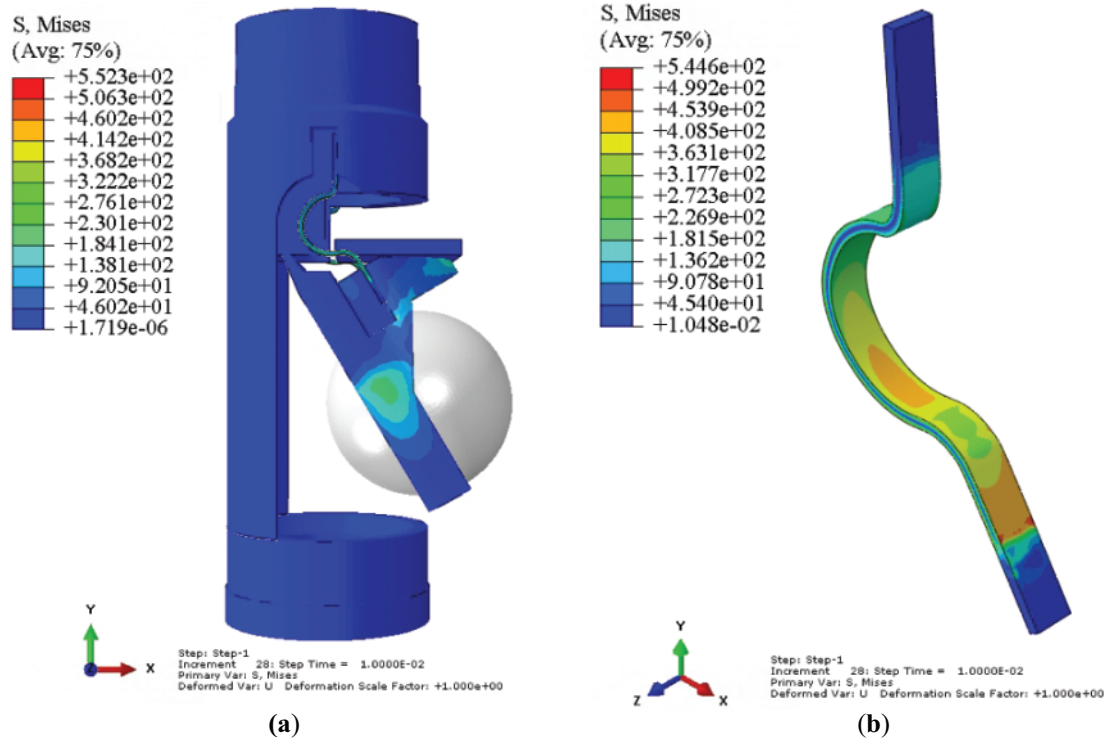 S, Mises
(Avg: 75%)
+5.523e+02
+5.063e+02
+4.602e+02
+4.142e+02
+3.682e+02
+3.222e+02
+2.761e+02
+2.301e+02
+1.841e+02
+1.381e+02
+9.205e+01
+4.602e+01
+1.719e-06
Y
Z
X
Step: Step-1
Increment 28: Step Time = 1.0000E-02
Primary Var: S, Mises
Deformed Var: U Deformation Scale Factor: +1.000e+00
(a)
S, Mises
(Avg: 75%)
+5.446e+02
+4.992e+02
+4.539e+02
+4.085e+02
+3.631e+02
+3.177e+02
+2.723e+02
+2.269e+02
+1.815e+02
+1.362e+02
+9.078e+01
+4.540e+01
+1.048e-02
Y
Z
X
Step: Step-1
Increment 28: Step Time = 1.0000E-02
Primary Var: S, Mises
Deformed Var: U Deformation Scale Factor: +1.000e+00
(b)